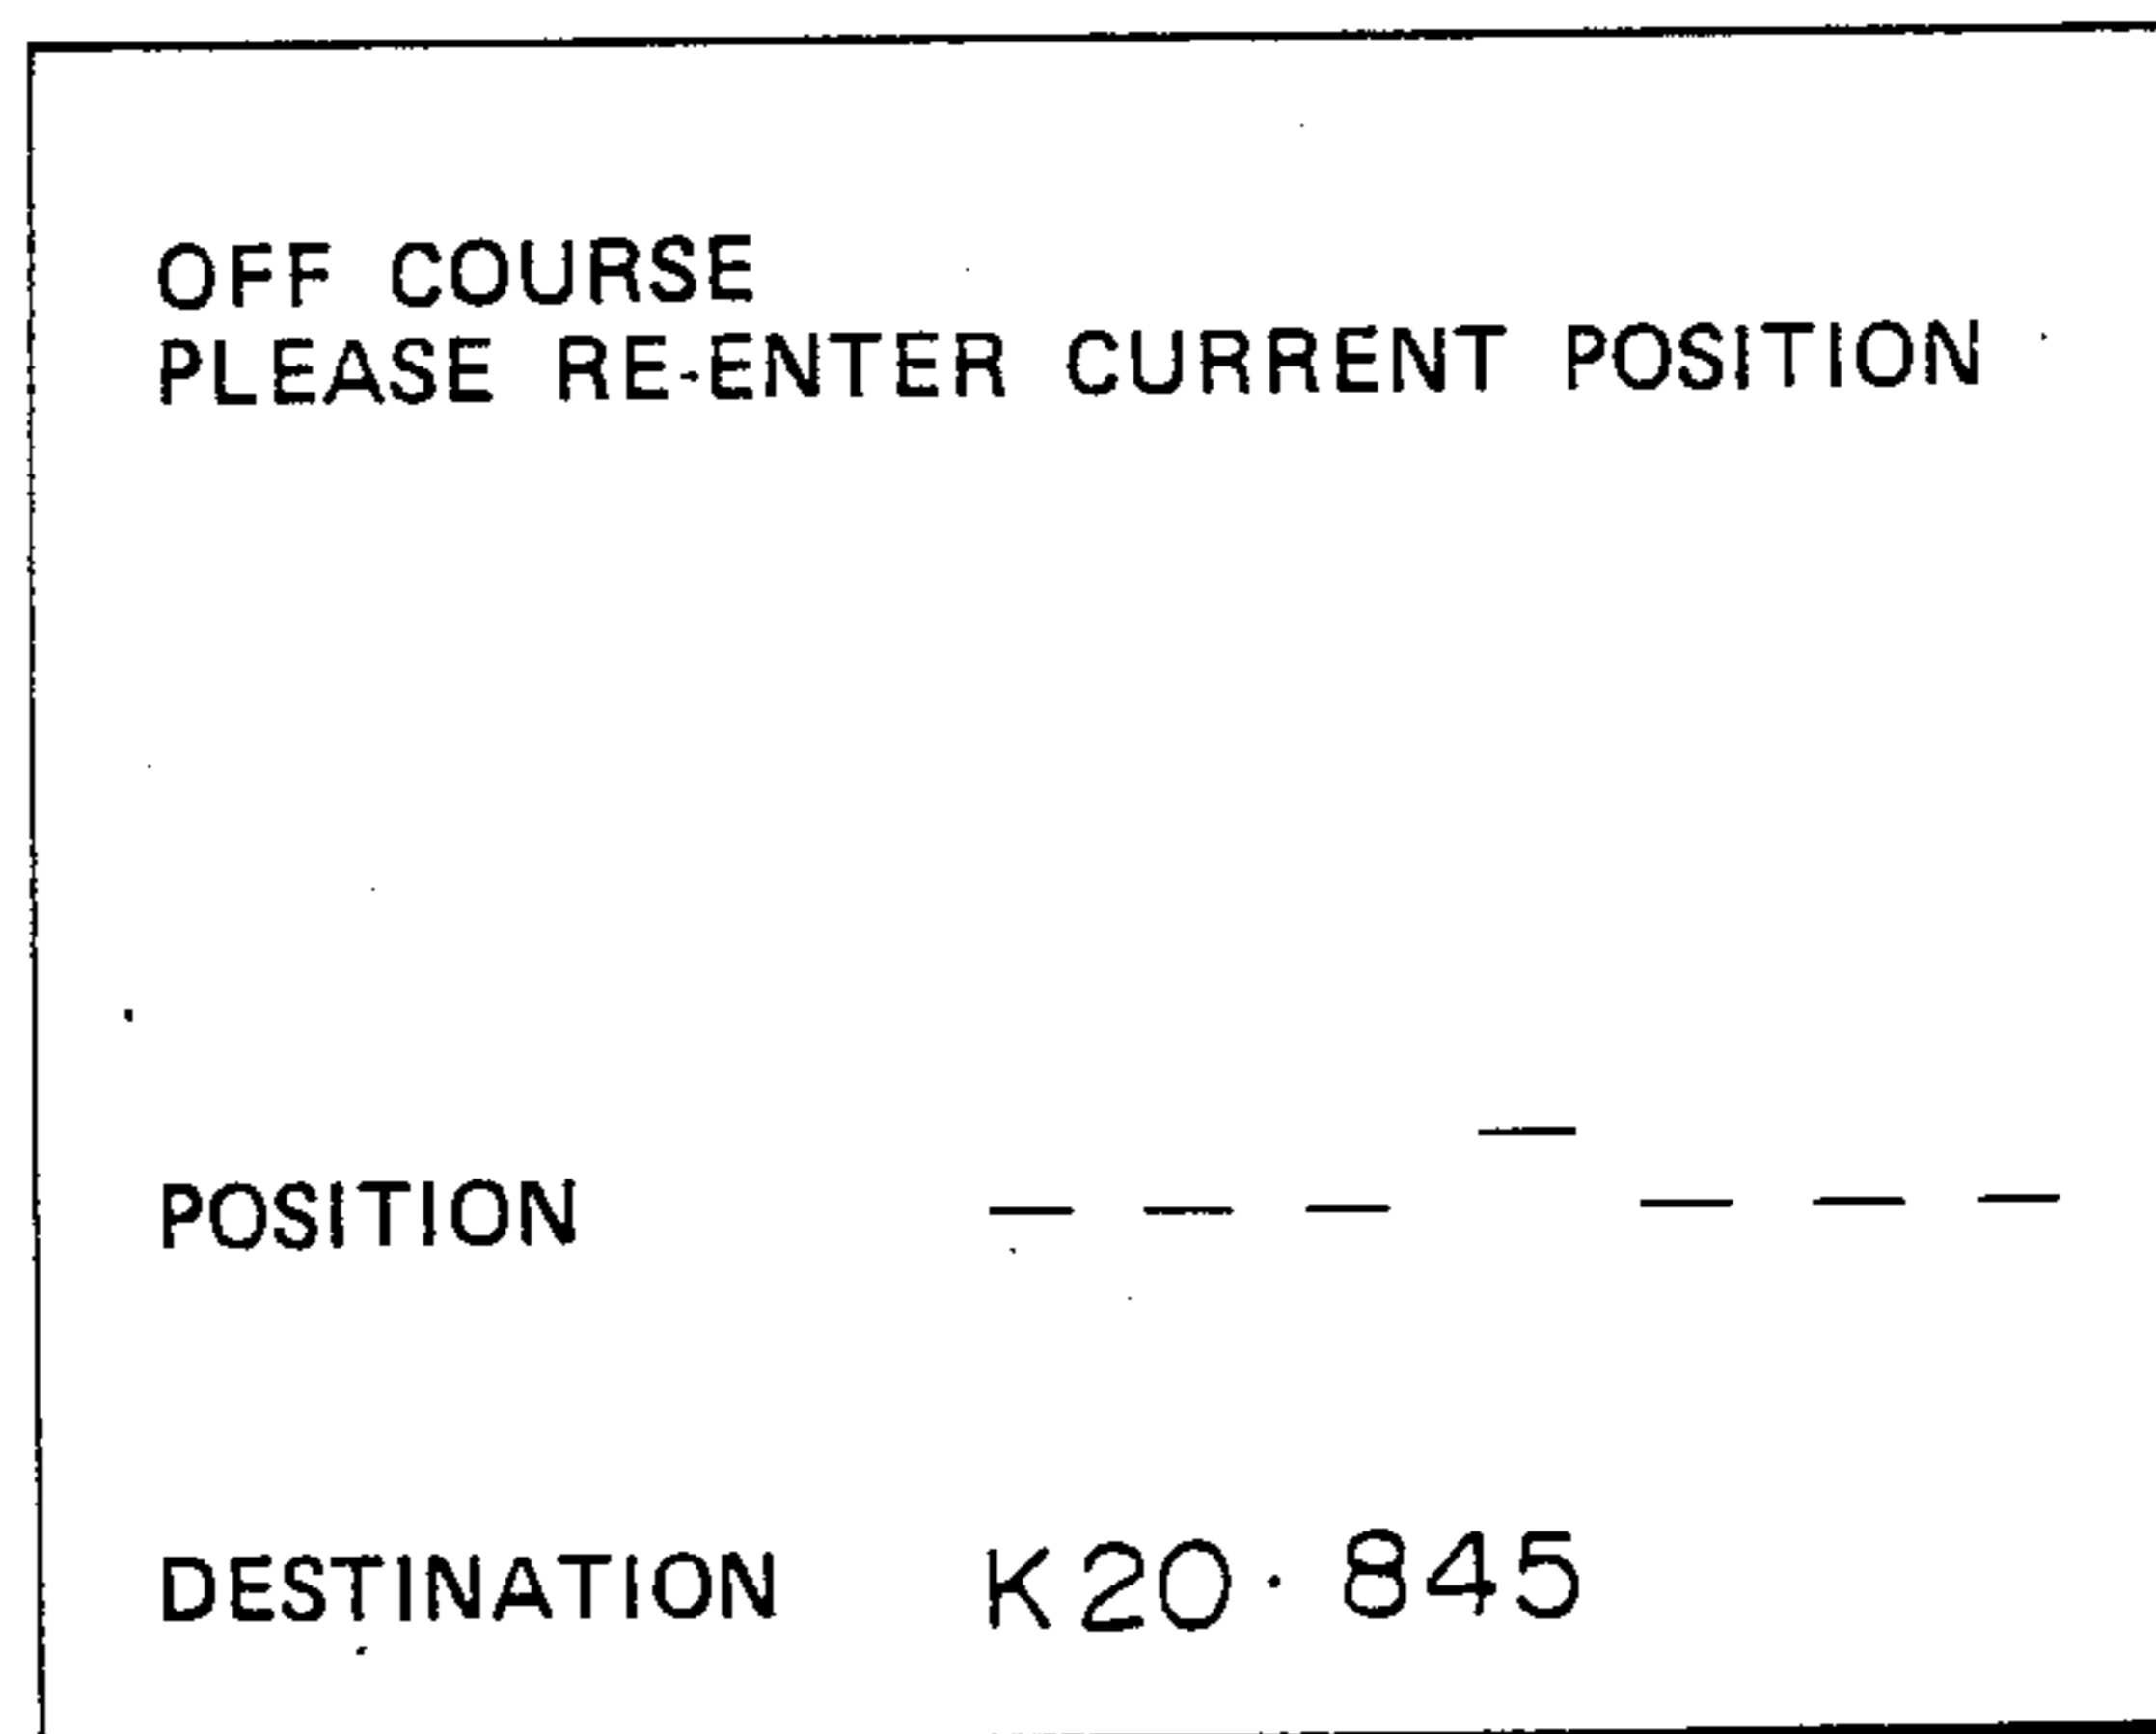 OFF COURSE
PLEASE RE-ENTER CURRENT POSITION
POSITION _ _ _ - _ _ _
DESTINATION K20·845